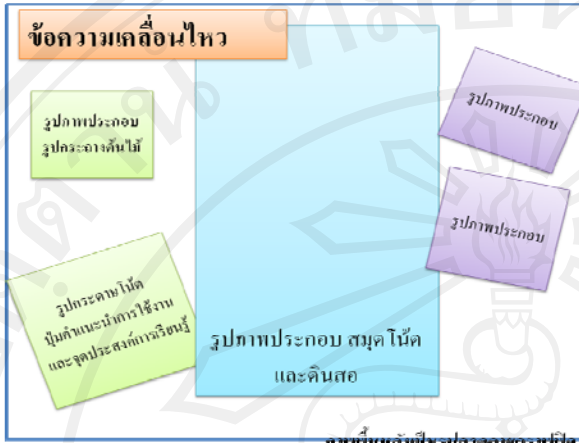 ข้อความเคลื่อนไหว
รูปภาพประกอบ
รูปกระถางต้นไม้
รูปภาพประกอบ
รูปภาพประกอบ
รูปกระดาษโน้ต
ปุ่มคำแนะนำการใช้งาน
และจุดประสงค์การเรียนรู้
รูปภาพประกอบ สมุดโน้ต
และดินสอ